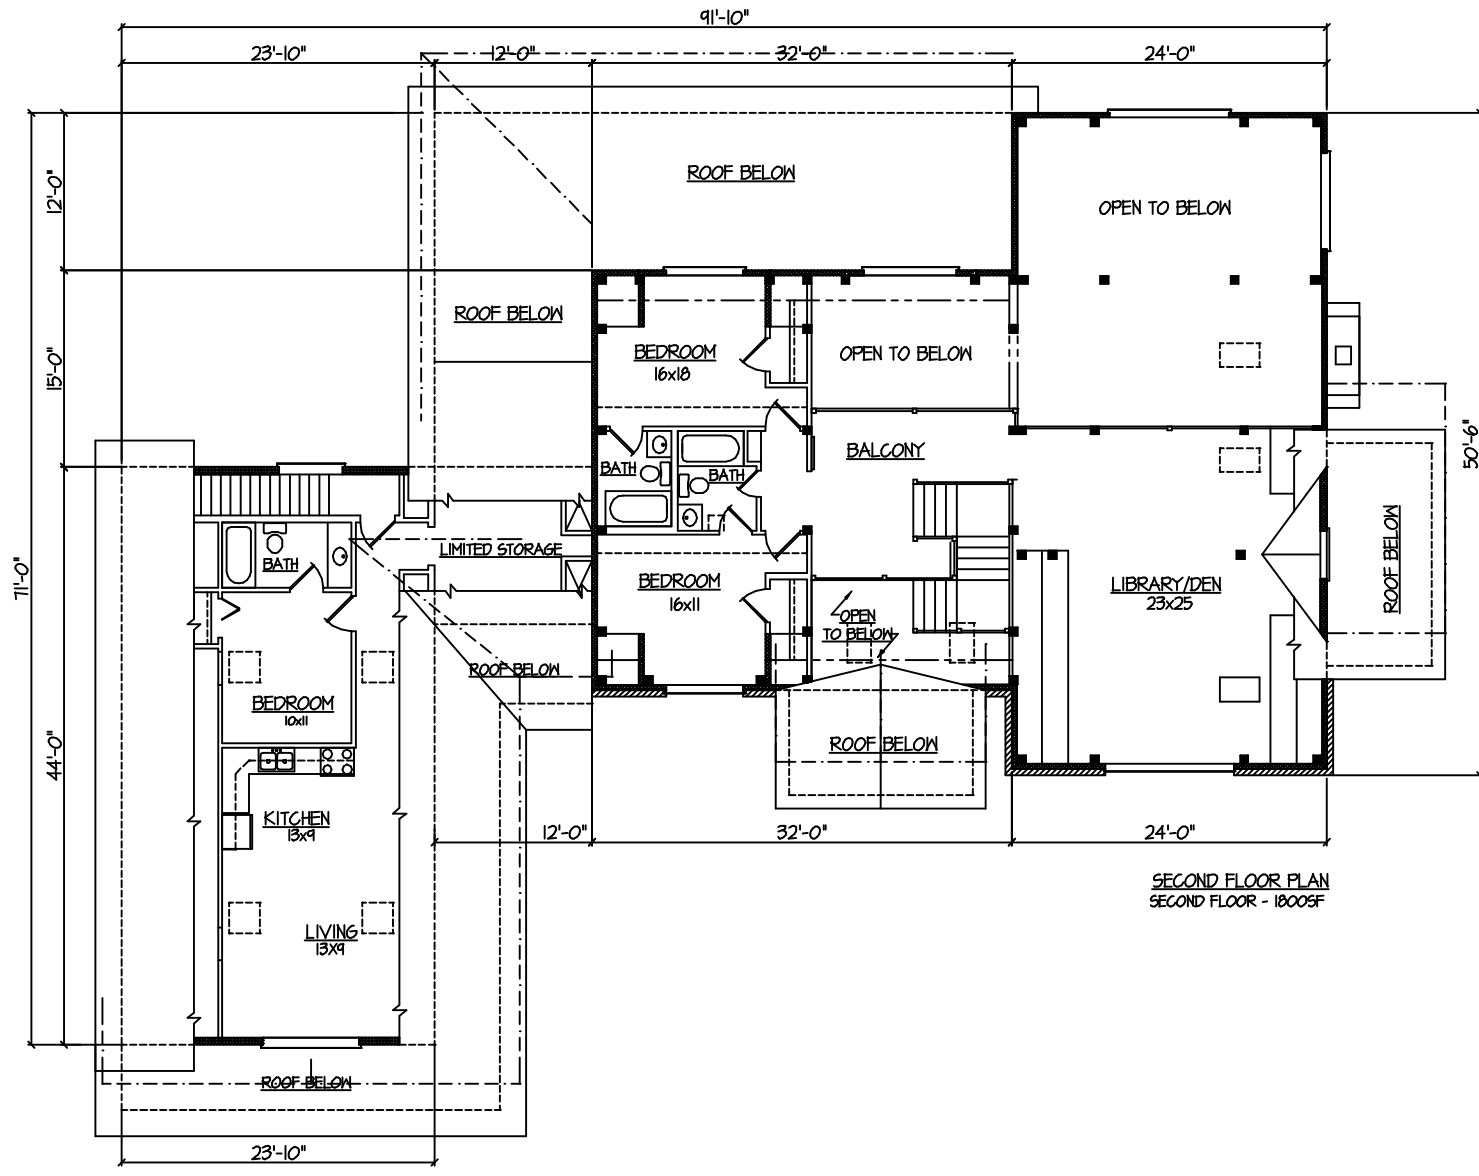 91'-10"
23'-10"
12'-0"
32'-0"
24'-0"
12'-0"
ROOF BELOW
OPEN TO BELOW
ROOF BELOW
BEDROOM
16x18
OPEN TO BELOW
15'-0"
BALCONY
50'-6"
BATH
BATH
71'-0"
BATH
LIMITED STORAGE
BEDROOM
16x11
LIBRARY/DEN
23x25
ROOF BELOW
OPEN
TO BELOW
ROOF BELOW
BEDROOM
10x11
44'-0"
ROOF BELOW
KITCHEN
13x9
12'-0"
32'-0"
24'-0"
SECOND FLOOR PLAN
SECOND FLOOR - 1800SF
LIVING
13X9
ROOF BELOW
23'-10"